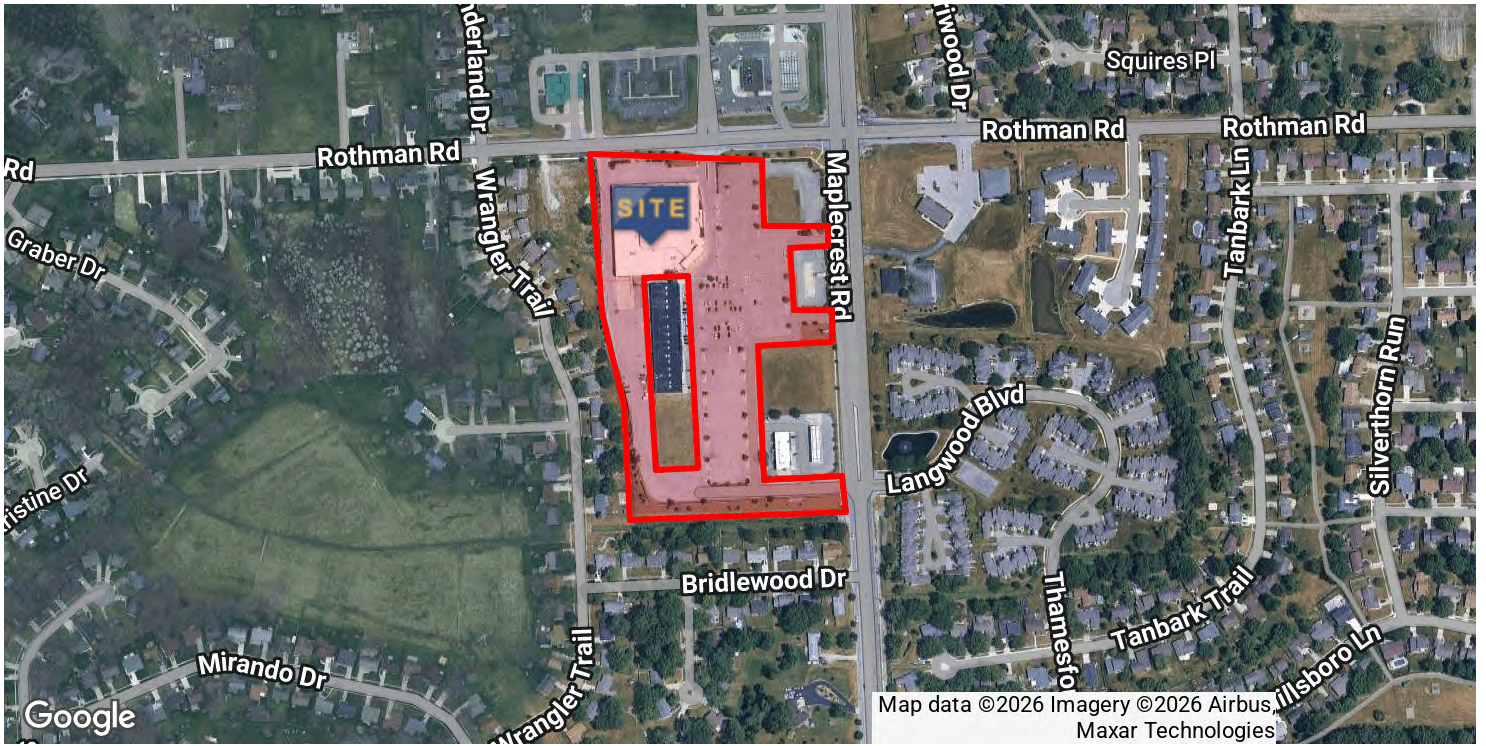 Squires Pl
Rothman Rd
Rothman Rd
Rothman Rd
Rd
SITE
Maplecrest Rd
Wrangler Trail
Tanbark Ln
Graber Dr
Silverthorn Run
Langwood Blvd
Bridlewood Dr
Tanbark Trail
Mirando Dr
Wrangler Trail
Google
Map data ©2026 Imagery ©2026 Airbus,
Maxar Technologies